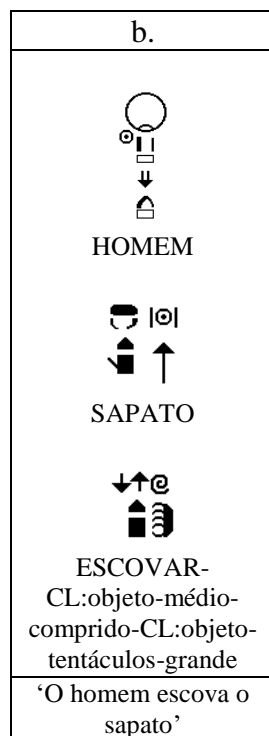 b.
HOMEM
SAPATO
ESCOVAR-
CL:objeto-médio-
comprido-CL:objeto-
tentáculos-grande
‘O homem escova o
sapato’